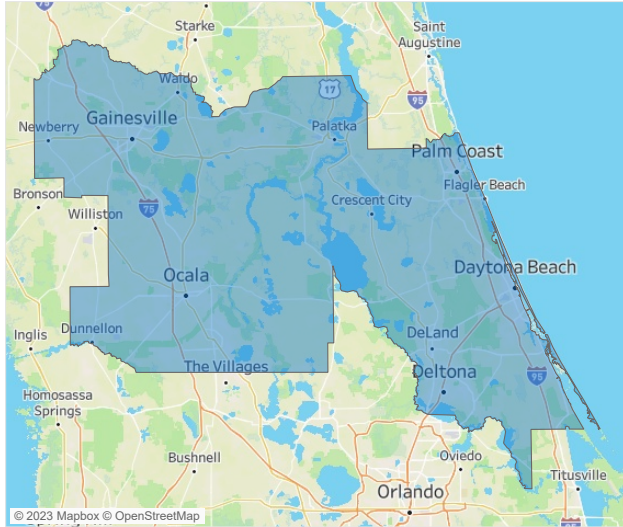 Starke
Saint
Augustine
Waldo
17
95
Gainesville
Newberry
Palatka
Palm Coast
Flagler Beach
Bronson
Crescent City
75
Williston
Ocala
Daytona Beach
Inglis
Dunnellon
DeLand
The Villages
Deltona
95
Homosassa
Springs
Bushnell
Oviedo
Titusville
Orlando
© 2023 Mapbox © OpenStreetMap